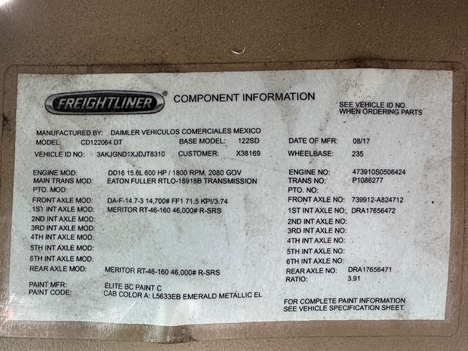 FREIGHTLINER COMPONENT INFORMATION
SEE VEHICLE ID NO.
WHEN ORDERING PARTS
MANUFACTURED BY: DAIMLER VEHICULOS COMERCIALES MEXICO
MODEL: CD122064 DT BASE MODEL: 122SD DATE OF MFR: 08/17
VEHICLE ID NO: 3AKJGND1XJDJT8310 CUSTOMER: X38169 WHEELBASE: 235
ENGINE MOD: DD16 15.6L 600 HP / 1800 RPM, 2080 GOV ENGINE NO: 473910S0506424
MAIN TRANS MOD: EATON FULLER RTLO-18918B TRANSMISSION TRANS NO: P1086277
PTO. MOD: PTO NO:
FRONT AXLE MOD: DA-F-14.7-3 14,700# FF1 71.5 KPI/3.74 FRONT AXLE NO: 739912-A824712
1ST INT AXLE MOD: MERITOR RT-46-160 46,000# R-SRS 1ST INT AXLE NO: DRA17656472
2ND INT AXLE MOD: 2ND INT AXLE NO:
3RD INT AXLE MOD: 3RD INT AXLE NO:
4TH INT AXLE MOD: 4TH INT AXLE NO:
5TH INT AXLE MOD: 5TH INT AXLE NO:
6TH INT AXLE MOD: 6TH INT AXLE NO:
REAR AXLE MOD: MERITOR RT-46-160 46,000# R-SRS REAR AXLE NO: DRA17656471
RATIO: 3.91
PAINT MFR: ELITE BC PAINT C
PAINT CODE: CAB COLOR A: L5633EB EMERALD METALLIC EL
FOR COMPLETE PAINT INFORMATION
SEE VEHICLE SPECIFICATION SHEET.